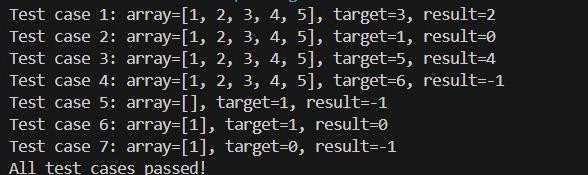 Test case 1: array=[1, 2, 3, 4, 5], target=3, result=2
Test case 2: array=[1, 2, 3, 4, 5], target=1, result=0
Test case 3: array=[1, 2, 3, 4, 5], target=5, result=4
Test case 4: array=[1, 2, 3, 4, 5], target=6, result=-1
Test case 5: array=[], target=1, result=-1
Test case 6: array=[1], target=1, result=0
Test case 7: array=[1], target=0, result=-1
All test cases passed!